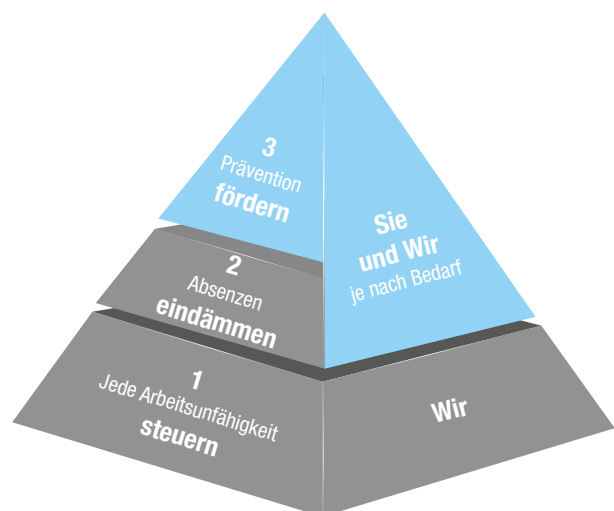 3
Prävention
fördern
2
Absenzen
eindämmen
1
Jede Arbeitsunfähigkeit
steuern
Sie
und Wir
je nach Bedarf
Wir